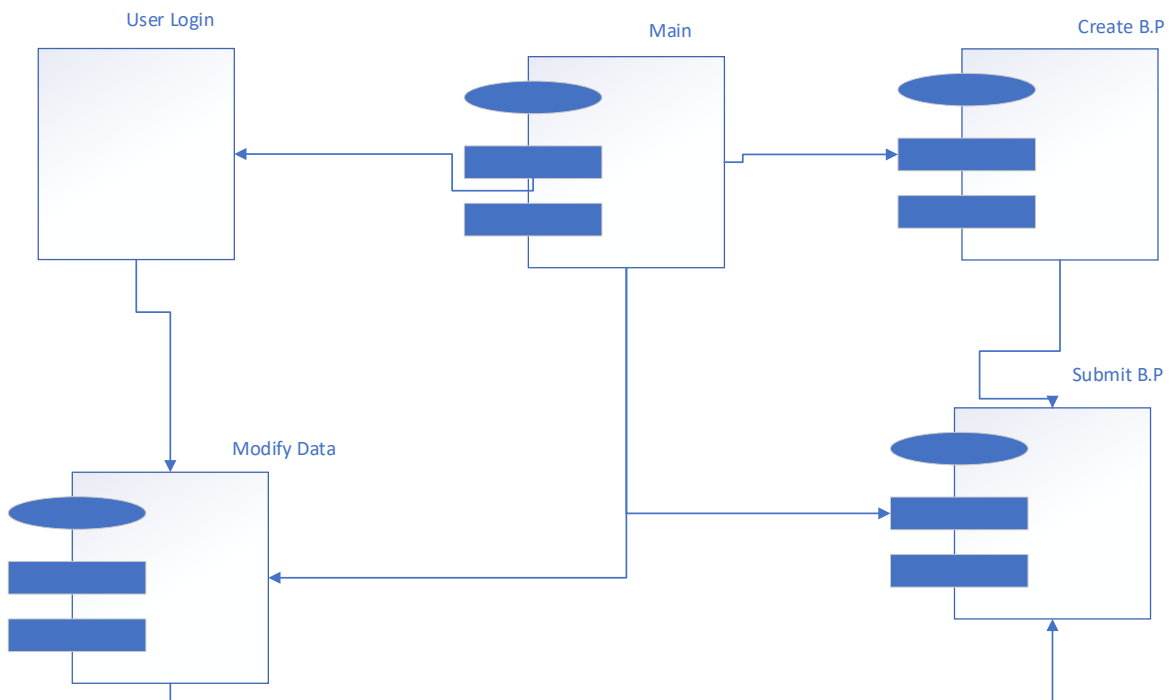 User Login
Main
Create B.P
Submit B.P
Modify Data